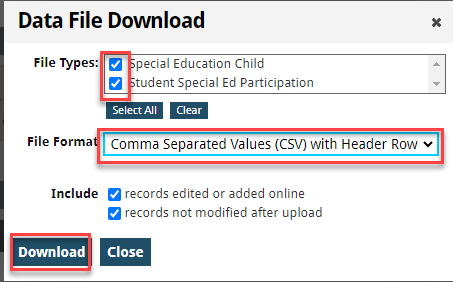 Data File Download
File Types: Special Education Child
Student Special Ed Participation
Select All Clear
File Format Comma Separated Values (CSV) with Header Row
Include records edited or added online
records not modified after upload
Download Close